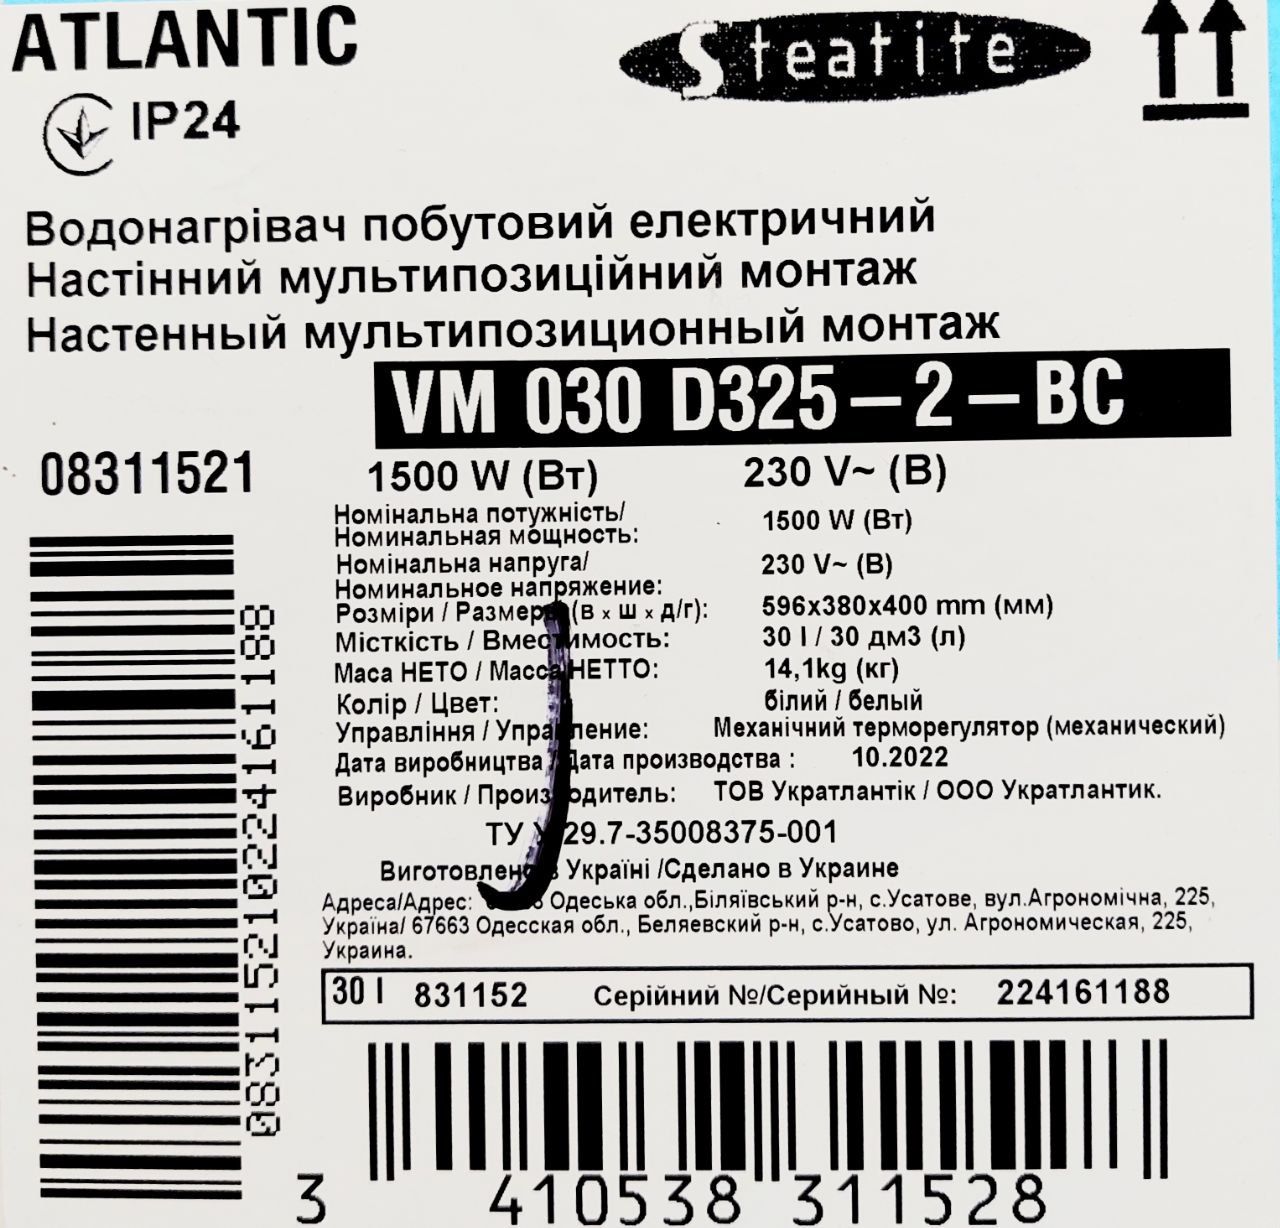 ATLANTIC
Steatite
IP24
Водонагрівач побутовий електричний
Настінний мультипозиційний монтаж
Настенный мультипозиционный монтаж
VM 030 D325-2-BC
08311521
1500 W (Вт) 230 V~ (В)
Номінальна потужність/
Номинальная мощность: 1500 W (Вт)
Номінальна напруга/
Номинальное напряжение: 230 V~ (В)
Розміри / Размеры (в х ш х д/г): 596x380x400 mm (мм)
Місткість / Вместимость: 30 l / 30 дм3 (л)
Маса НЕТО / Масса НЕТТО: 14,1kg (кг)
Колір / Цвет: білий / белый
Управління / Управление: Механічний терморегулятор (механический)
Дата виробництва / Дата производства : 10.2022
Виробник / Производитель: ТОВ Укратлантік / ООО Укратлантик.
ТУ У 29.7-35008375-001
Виготовлено в Україні /Сделано в Украине
Адреса/Адрес: Одеська обл.,Біляївський р-н, с.Усатове, вул.Агрономічна, 225,
Україна/ 67663 Одесская обл., Беляевский р-н, с.Усатово, ул. Агрономическая, 225,
Украина.
30 l 831152 Серійний №/Серийный №: 224161188
083115210224161188
3 410538 311528